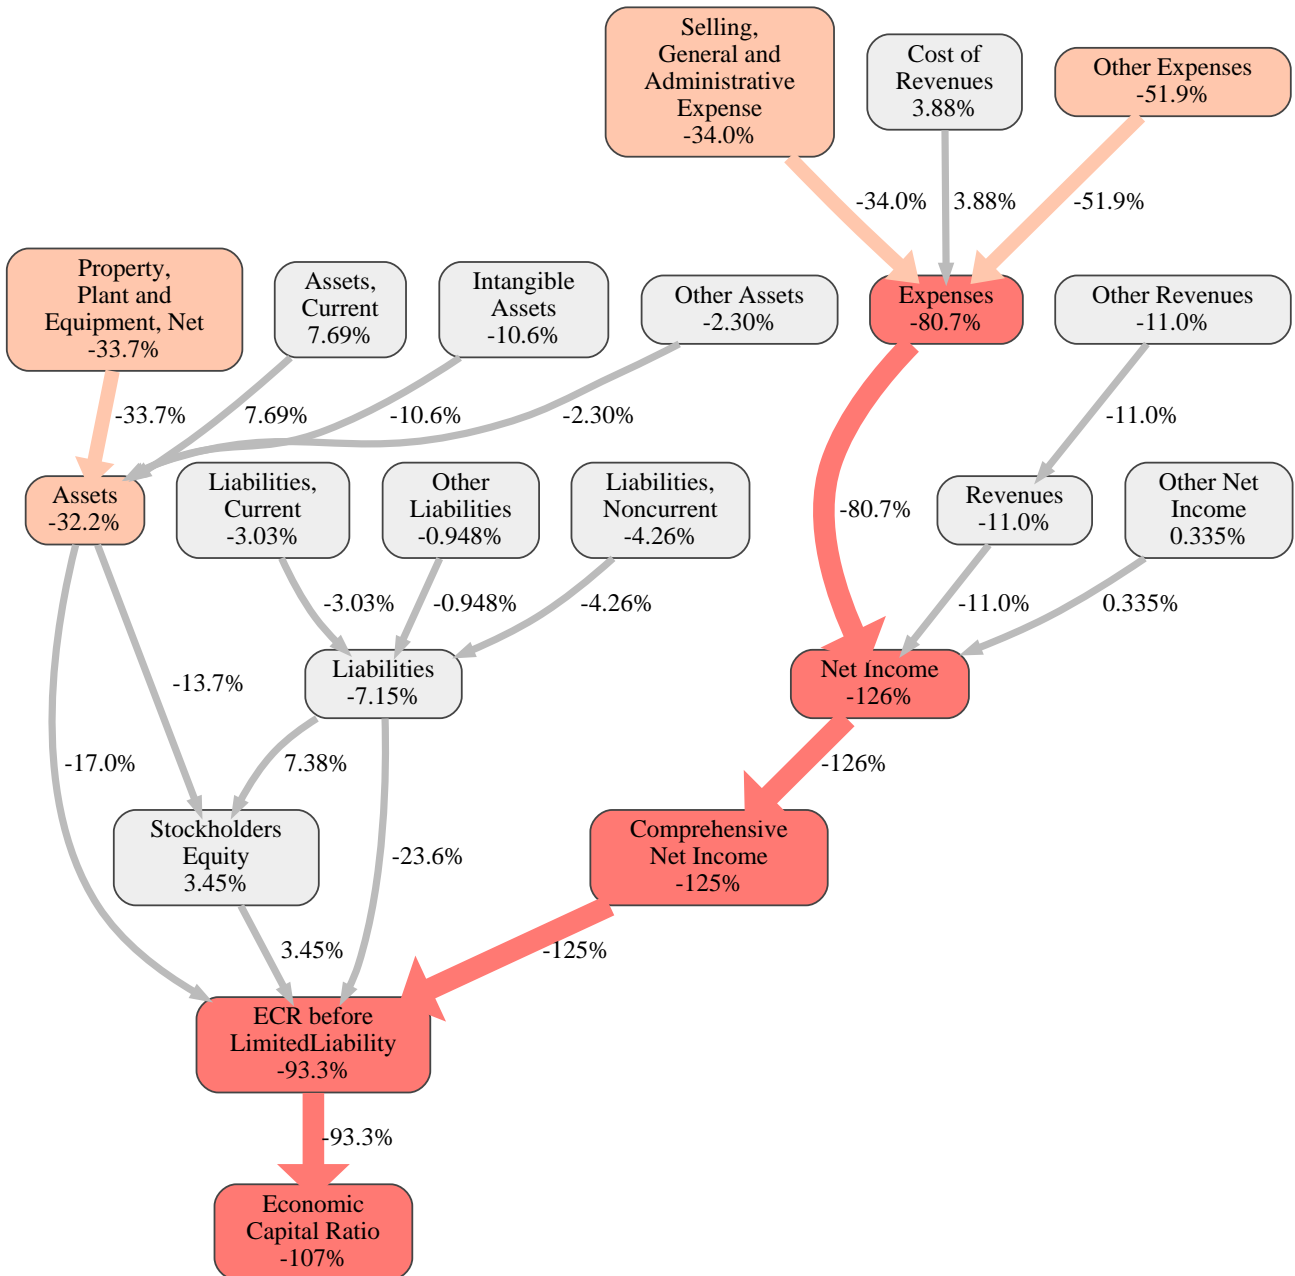 Selling,
General and
Administrative
Expense
-34.0%
Cost of
Revenues
3.88%
Other Expenses
-51.9%
-34.0%
3.88%
-51.9%
Property,
Plant and
Equipment, Net
-33.7%
Assets,
Current
7.69%
Intangible
Assets
-10.6%
Other Assets
-2.30%
Expenses
-80.7%
Other Revenues
-11.0%
-33.7%
7.69%
-10.6%
-2.30%
-11.0%
Assets
-32.2%
Liabilities,
Current
-3.03%
Other
Liabilities
-0.948%
Liabilities,
Noncurrent
-4.26%
-80.7%
Revenues
-11.0%
Other Net
Income
0.335%
-3.03%
-0.948%
-4.26%
-11.0%
0.335%
-13.7%
Liabilities
-7.15%
Net Income
-126%
-17.0%
7.38%
-126%
Stockholders
Equity
3.45%
-23.6%
Comprehensive
Net Income
-125%
3.45%
-125%
ECR before
LimitedLiability
-93.3%
-93.3%
Economic
Capital Ratio
-107%